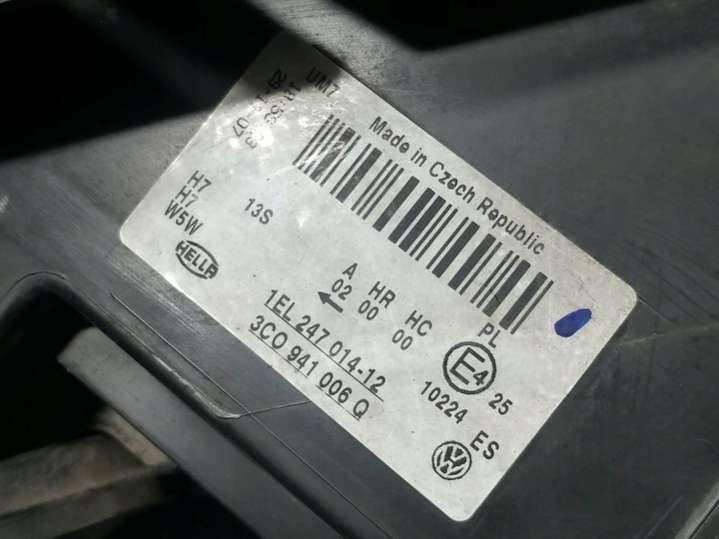 UM7
Made in Czech Republic
H7
H7
W5W
13S
HELLA
A HR HC PL
02 00 00
1EL 247 014-12
3C0 941 006 Q
E4 25
10224 ES